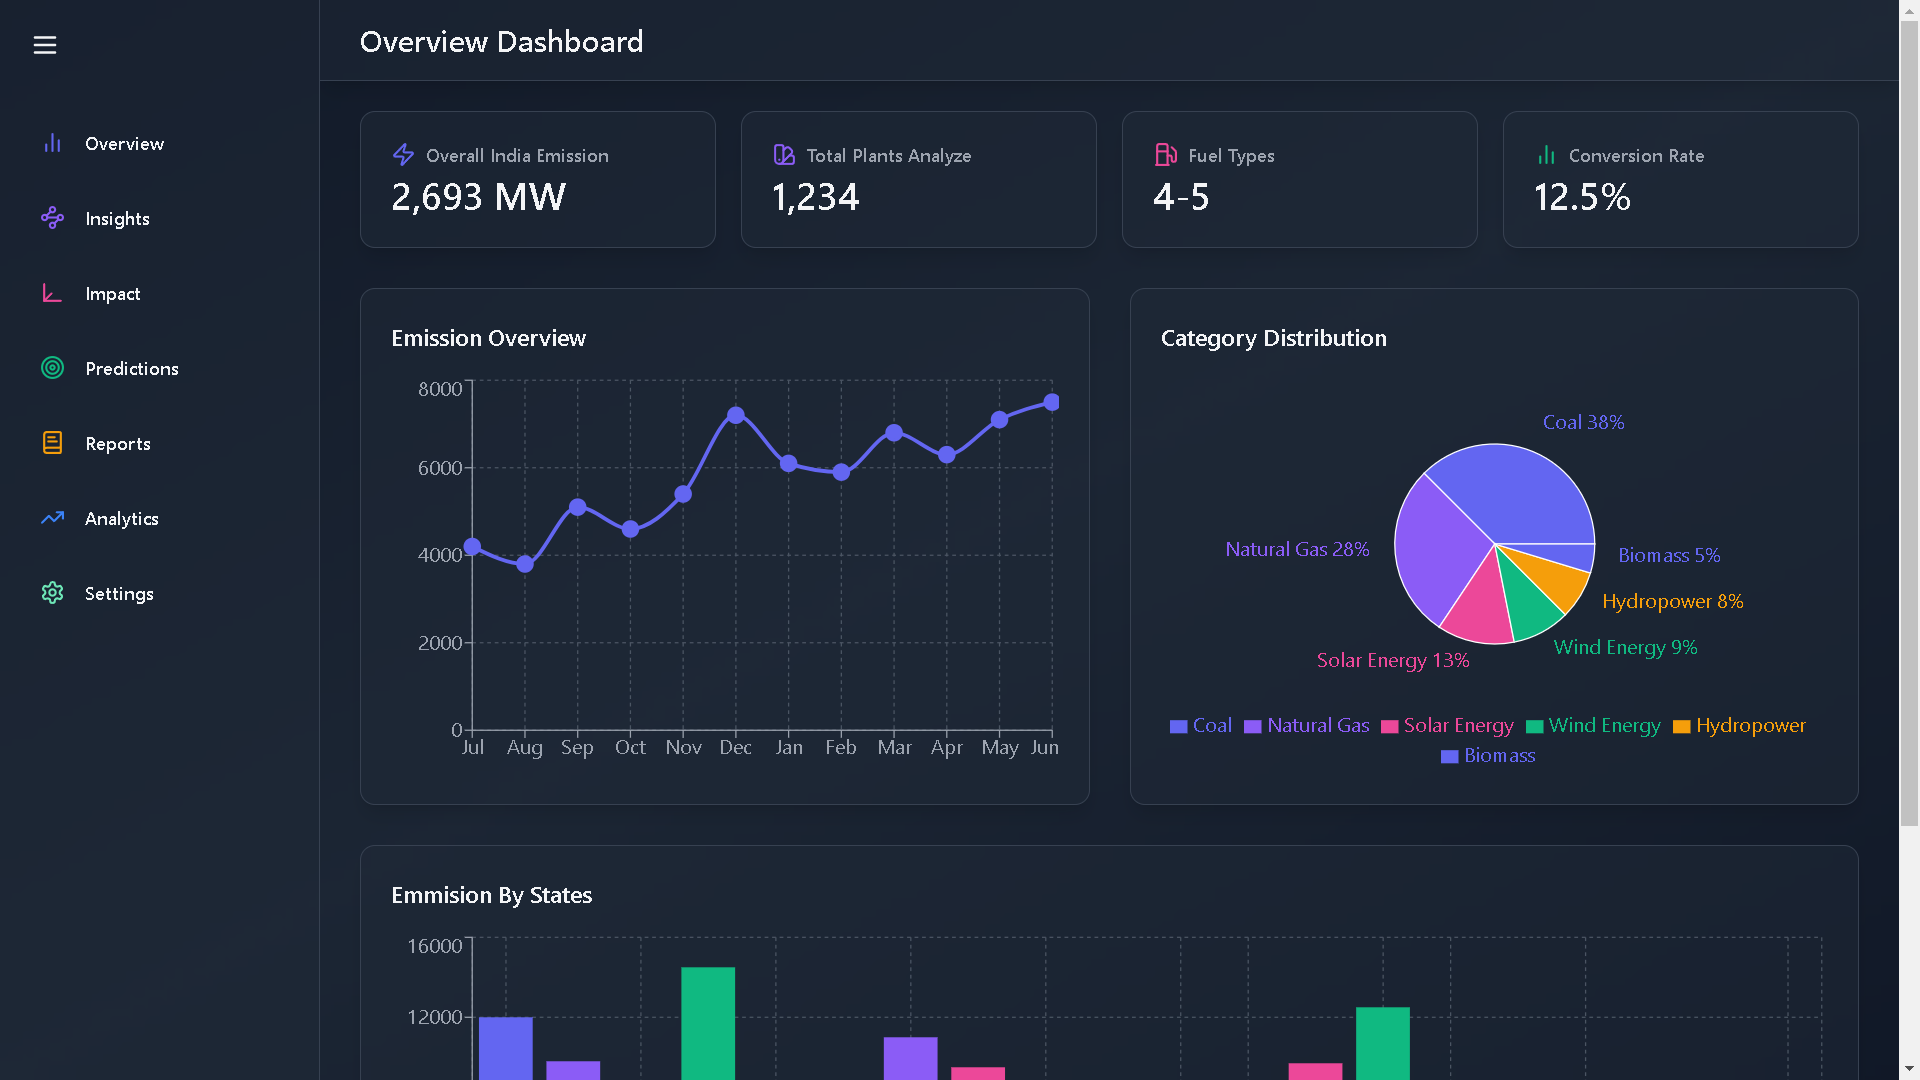 Overview Dashboard
Overview
Insights
Impact
Predictions
Reports
Analytics
Settings
Overall India Emission
2,693 MW
Total Plants Analyze
1,234
Fuel Types
4-5
Conversion Rate
12.5%
Emission Overview
8000
6000
4000
2000
0
Jul Aug Sep Oct Nov Dec Jan Feb Mar Apr May Jun
Category Distribution
Coal 38%
Natural Gas 28%
Biomass 5%
Hydropower 8%
Wind Energy 9%
Solar Energy 13%
Coal Natural Gas Solar Energy Wind Energy Hydropower
Biomass
Emmision By States
16000
12000